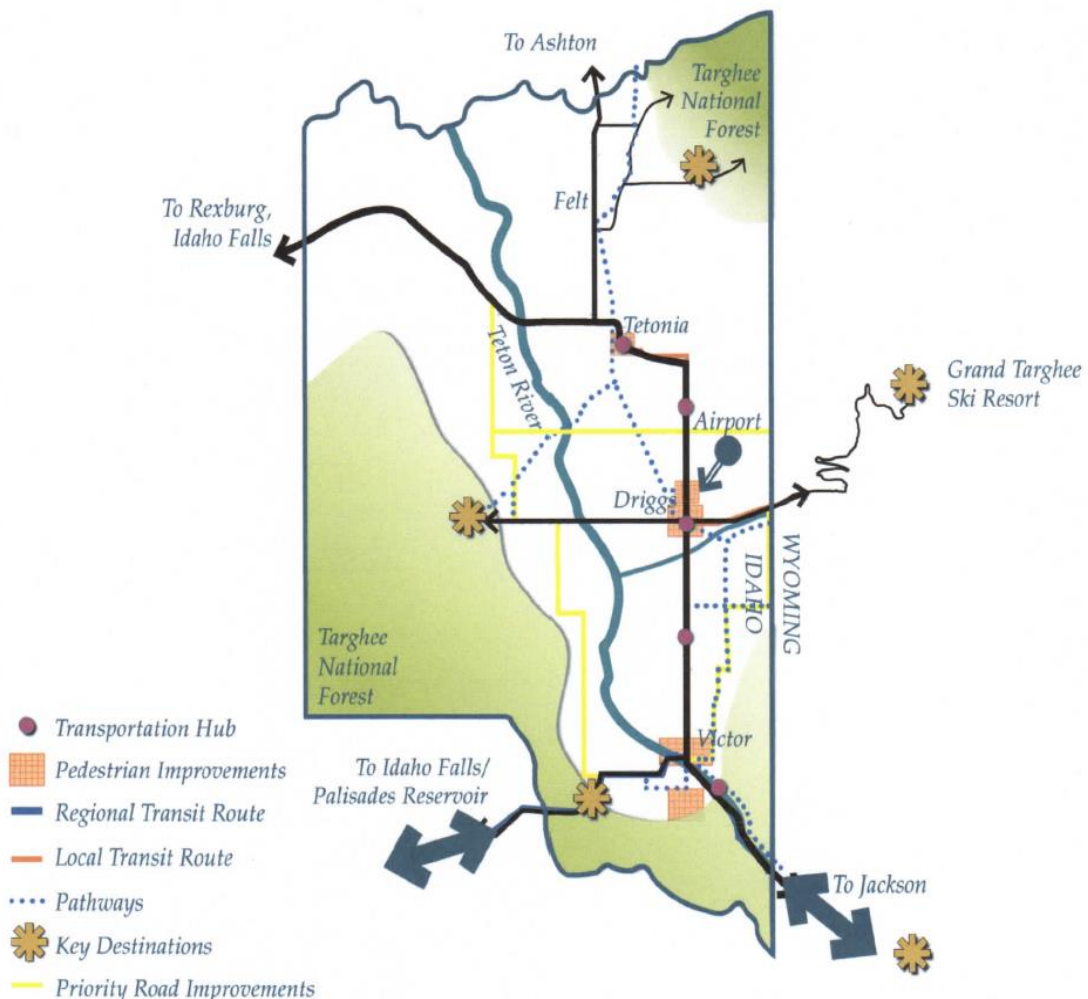 To Ashton
Targhee
National
Forest
To Rexburg,
Idaho Falls
Felt
Tetonia
Teton River
Grand Targhee
Ski Resort
Airport
Driggs
WYOMING
IDAHO
Targhee
National
Forest
Victor
To Idaho Falls/
Palisades Reservoir
To Jackson
Transportation Hub
Pedestrian Improvements
Regional Transit Route
Local Transit Route
Pathways
Key Destinations
Priority Road Improvements